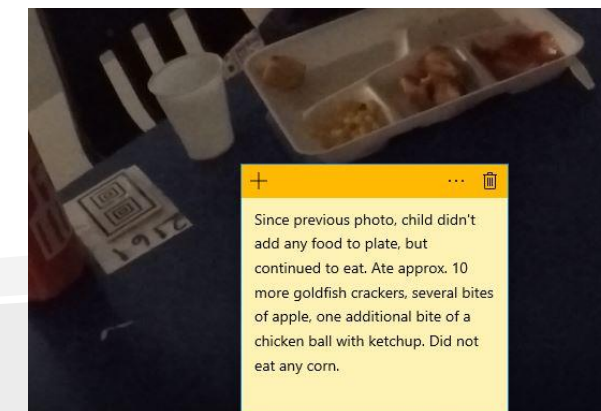 2161
Since previous photo, child didn't
add any food to plate, but
continued to eat. Ate approx. 10
more goldfish crackers, several bites
of apple, one additional bite of a
chicken ball with ketchup. Did not
eat any corn.